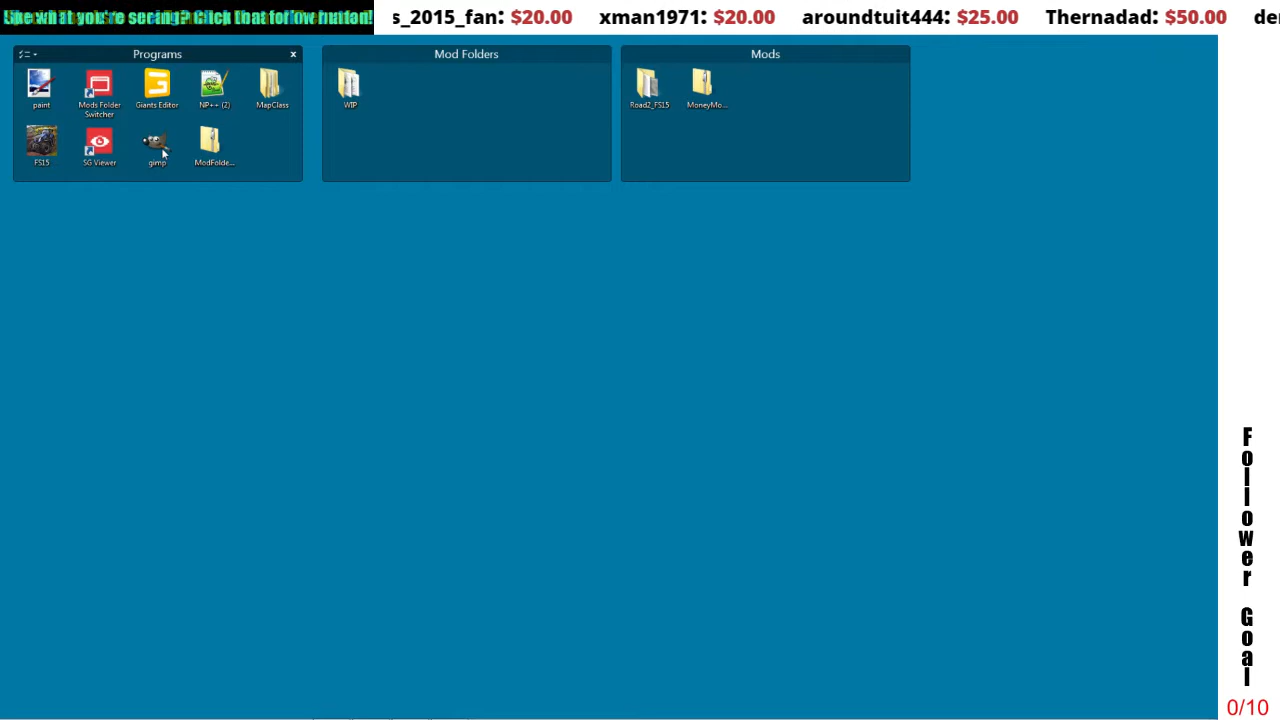 Like what you're seeing? Click that follow button!
s_2015_fan: $20.00 xman1971: $20.00 aroundtuit444: $25.00 Thernadad: $50.00 de
Programs x
Mod Folders
Mods
paint
Mods Folder Switcher
Giants Editor
NP++ (2)
MapClass
WIP
Road2_FS15
MoneyMo...
FS15
SG Viewer
gimp
ModFolde...
Follower Goal
0/10